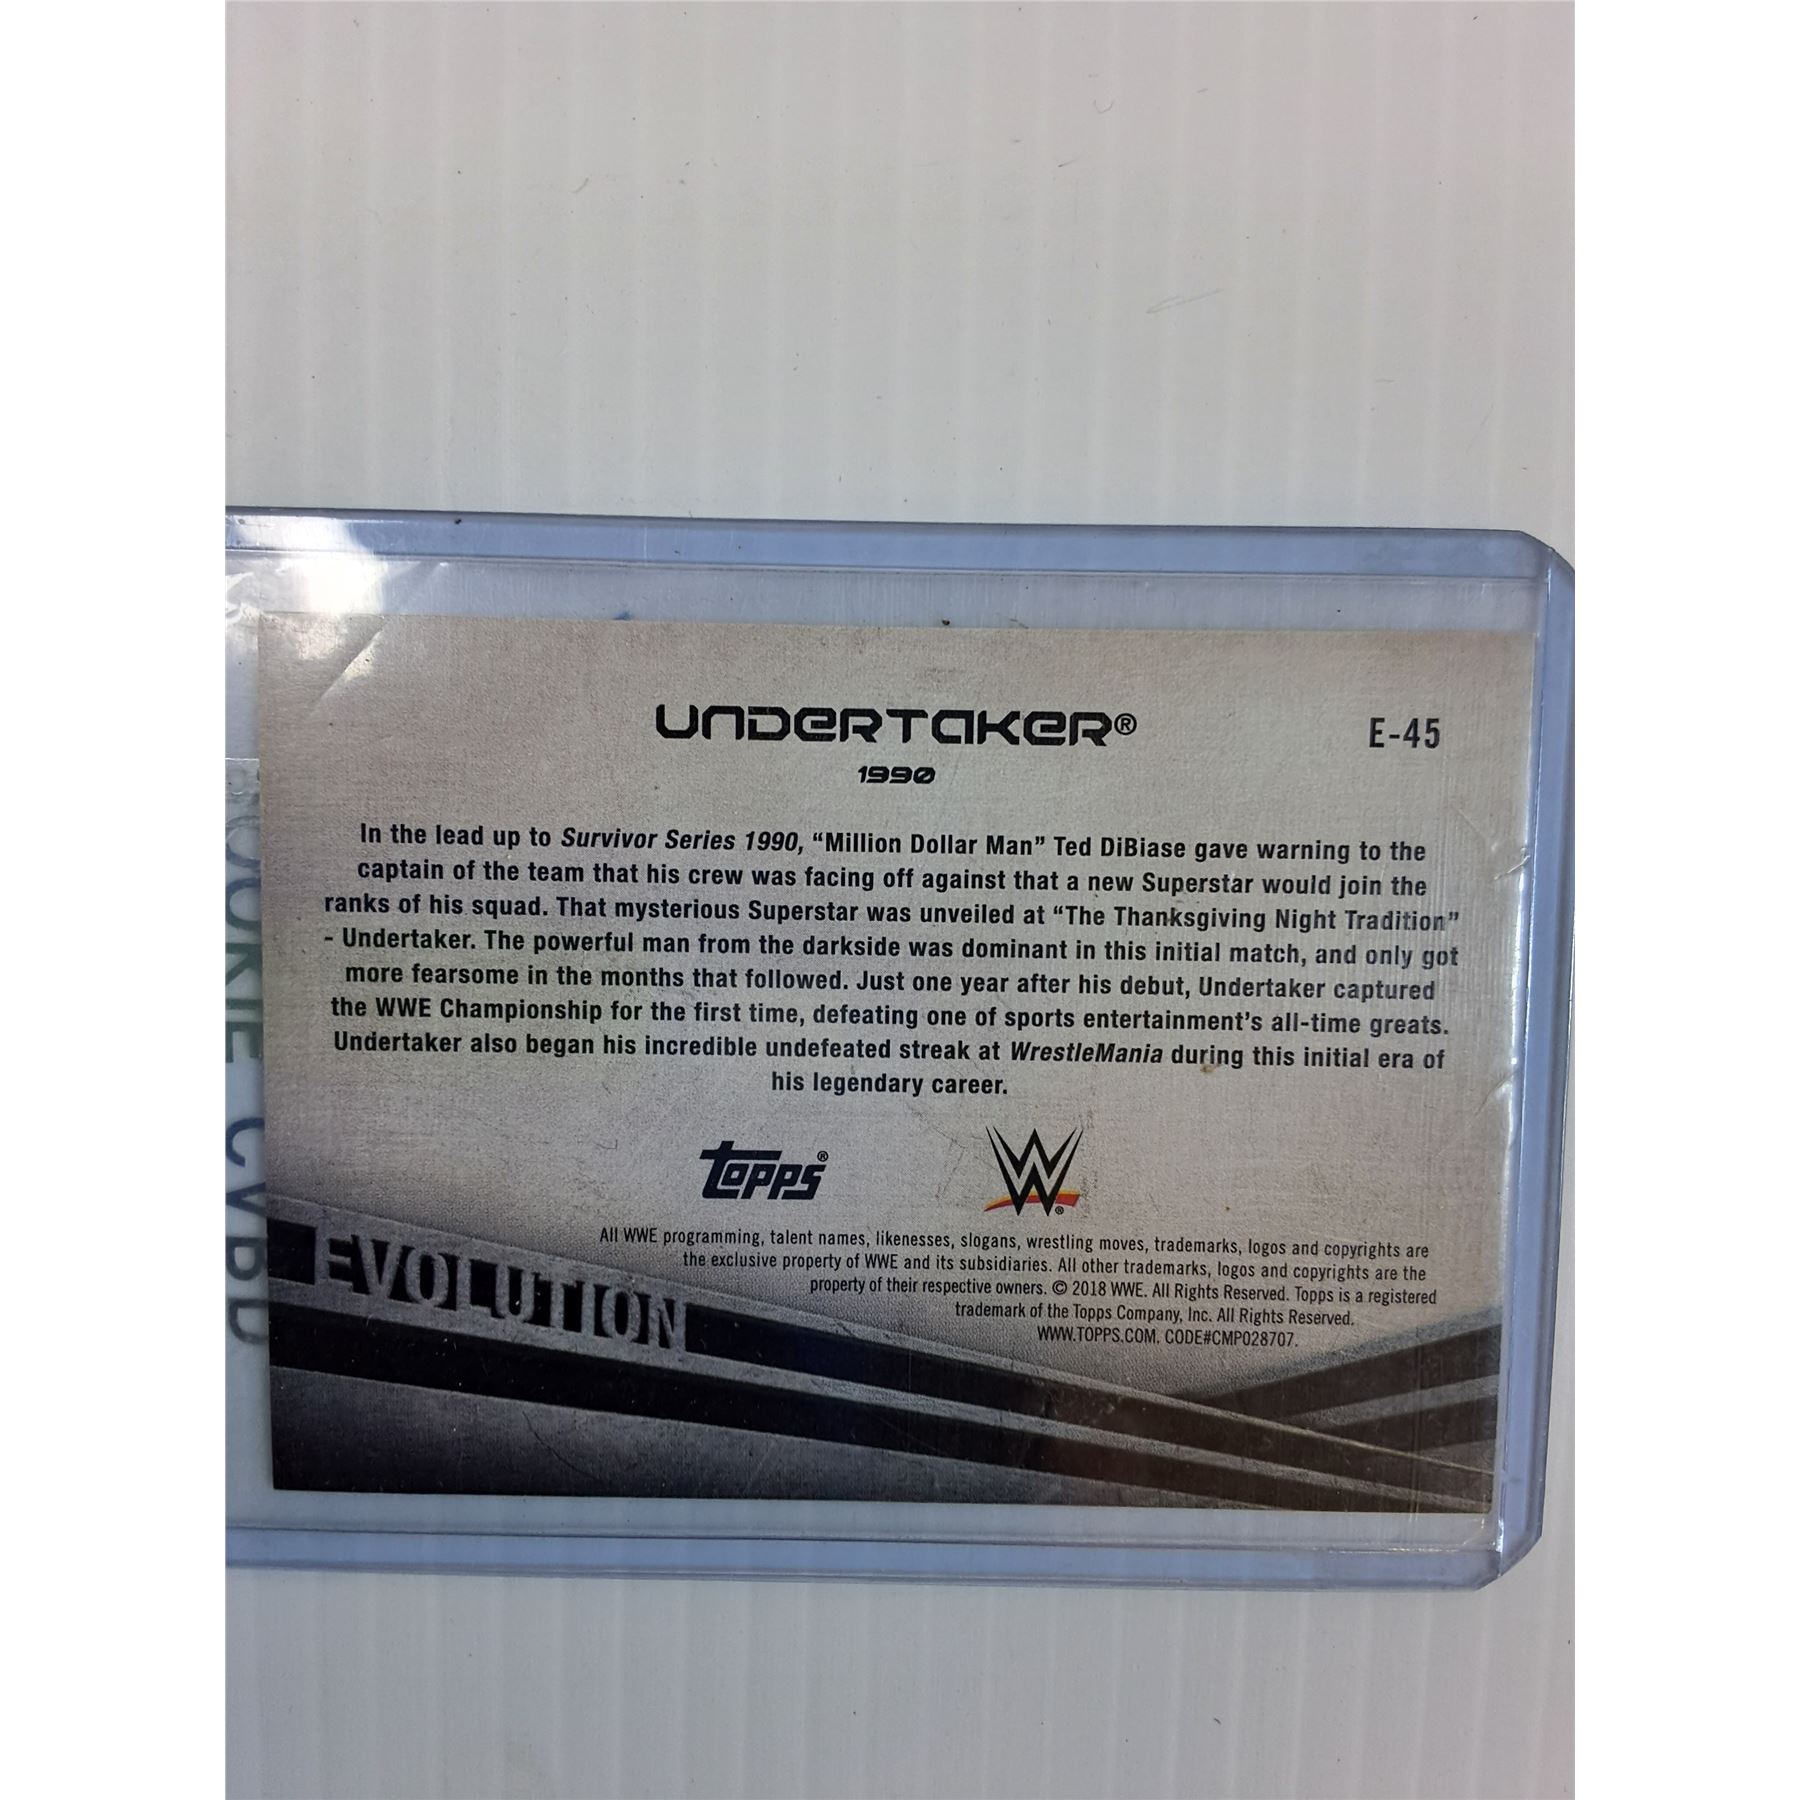 UNDERTAKER®
E-45
1990
In the lead up to Survivor Series 1990, “Million Dollar Man” Ted DiBiase gave warning to the
captain of the team that his crew was facing off against that a new Superstar would join the
ranks of his squad. That mysterious Superstar was unveiled at “The Thanksgiving Night Tradition”
- Undertaker. The powerful man from the darkside was dominant in this initial match, and only got
more fearsome in the months that followed. Just one year after his debut, Undertaker captured
the WWE Championship for the first time, defeating one of sports entertainment’s all-time greats.
Undertaker also began his incredible undefeated streak at WrestleMania during this initial era of
his legendary career.
topps®
W®
All WWE programming, talent names, likenesses, slogans, wrestling moves, trademarks, logos and copyrights are
the exclusive property of WWE and its subsidiaries. All other trademarks, logos and copyrights are the
property of their respective owners. © 2018 WWE. All Rights Reserved. Topps is a registered
trademark of the Topps Company, Inc. All Rights Reserved.
WWW.TOPPS.COM. CODE#CMP028707.
EVOLUTION